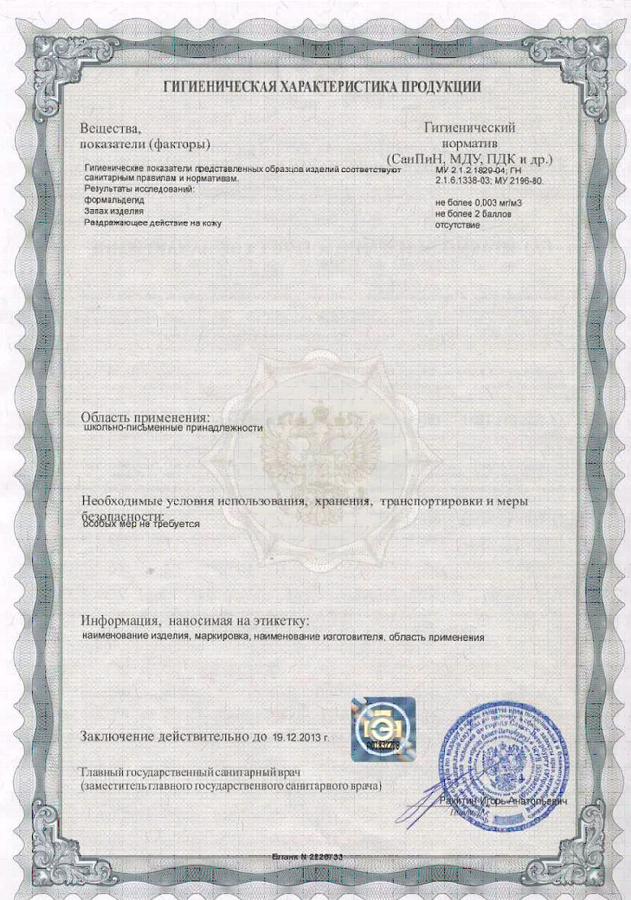 ГИГИЕНИЧЕСКАЯ ХАРАКТЕРИСТИКА ПРОДУКЦИИ
Вещества,
показатели (факторы)
Гигиенический
норматив
(СанПиН, МДУ, ПДК и др.)
Гигиенические показатели представленных образцов изделий соответствуют
санитарным правилам и нормативам.
МУ 2.1.2.1829-04; ГН
2.1.6.1338-03; МУ 2196-80.
Результаты исследований:
формальдегид
не более 0,003 мг/м3
Запах изделия
не более 2 баллов
Раздражающее действие на кожу
отсутствие
Область применения:
школьно-письменные принадлежности
Необходимые условия использования, хранения, транспортировки и меры
безопасности:
особых мер не требуется
Информация, наносимая на этикетку:
наименование изделия, маркировка, наименование изготовителя, область применения
Заключение действительно до 19.12.2013 г.
Главный государственный санитарный врач
(заместитель главного государственного санитарного врача)
Ракитин Игорь Анатольевич
Бланк N